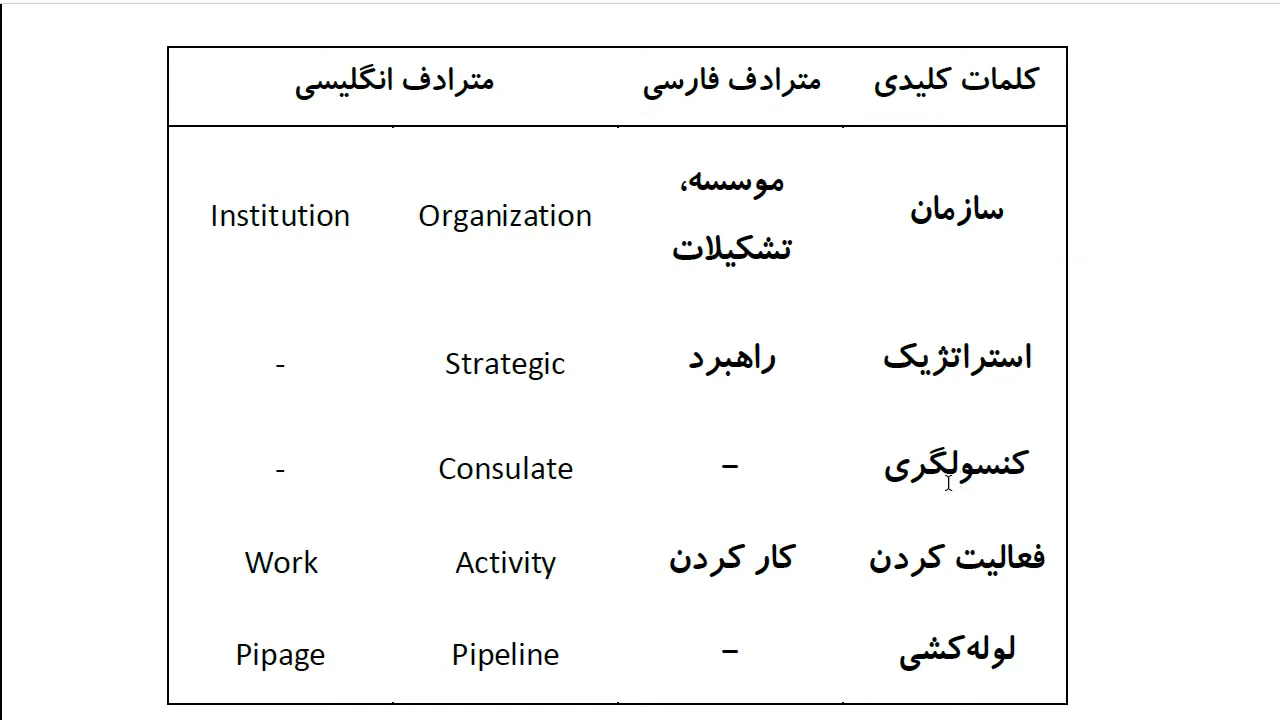 کلمات کلیدی مترادف فارسی مترادف انگلیسی
سازمان موسسه، تشکیلات Organization Institution
استراتژیک راهبرد Strategic -
کنسولگری – Consulate -
فعالیت کردن کار کردن Activity Work
لوله‌کشی – Pipeline Pipage